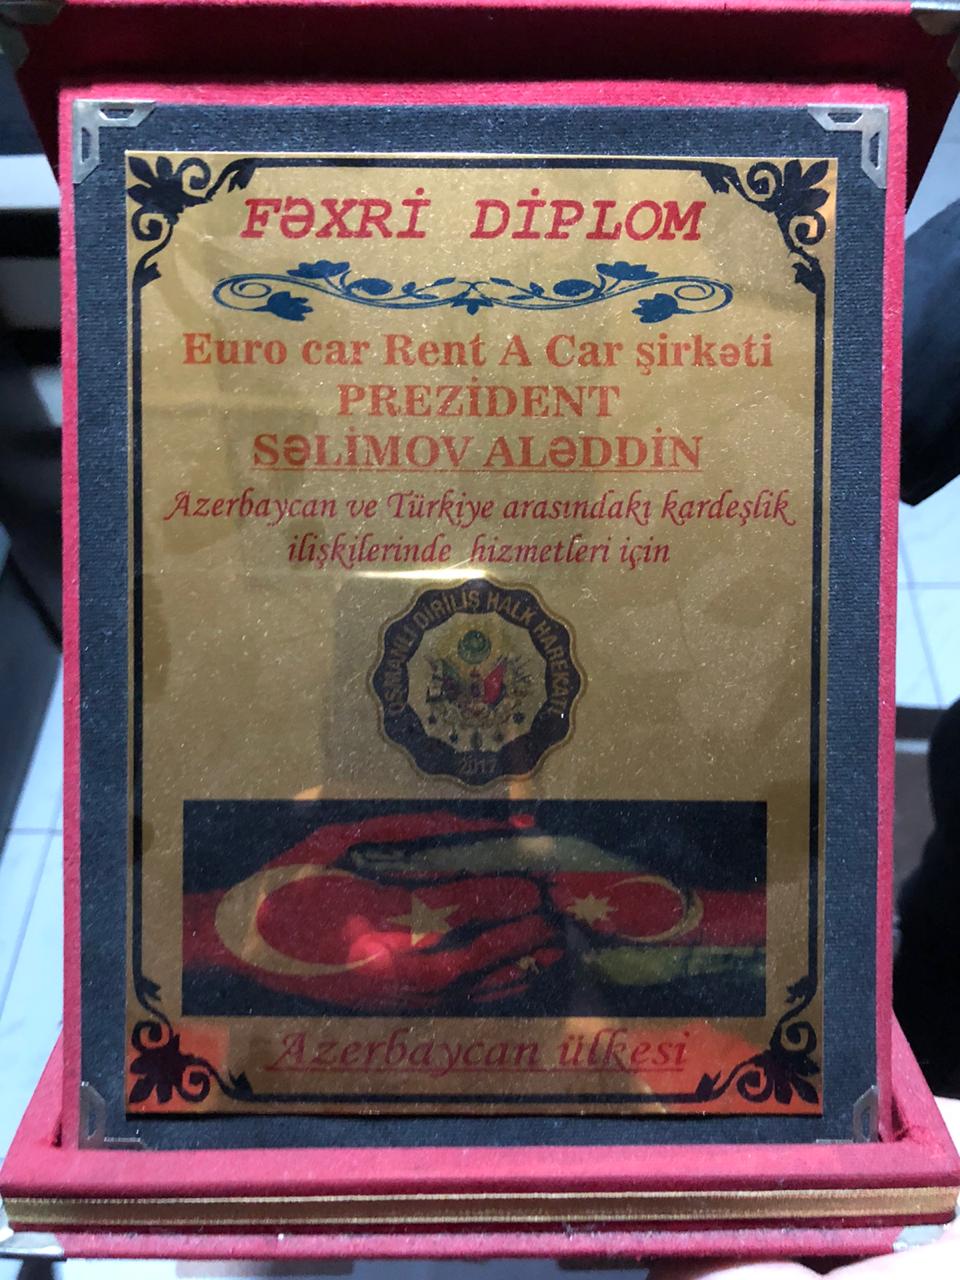 FƏXRİ DİPLOM
Euro car Rent A Car şirkəti
PREZİDENT
SƏLİMOV ALƏDDİN
Azerbaycan ve Türkiye arasındakı kardeşlik
ilişkilerinde hizmetleri için
OSMANLI DİRİLİŞ HALK HAREKATI
2017
Azerbaycan ülkesi